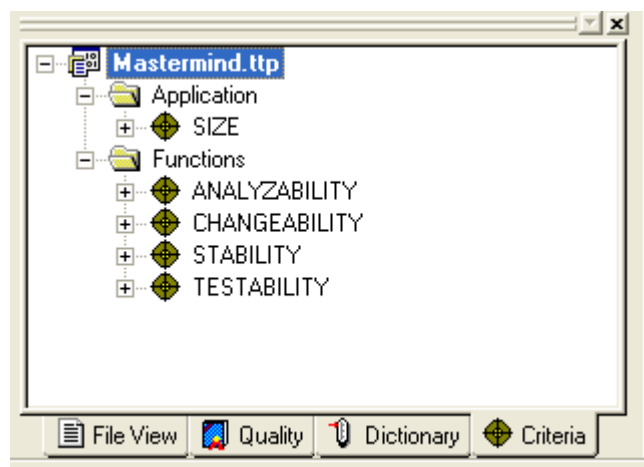 Mastermind.ttp
Application
SIZE
Functions
ANALYZABILITY
CHANGEABILITY
STABILITY
TESTABILITY
File View Quality Dictionary Criteria